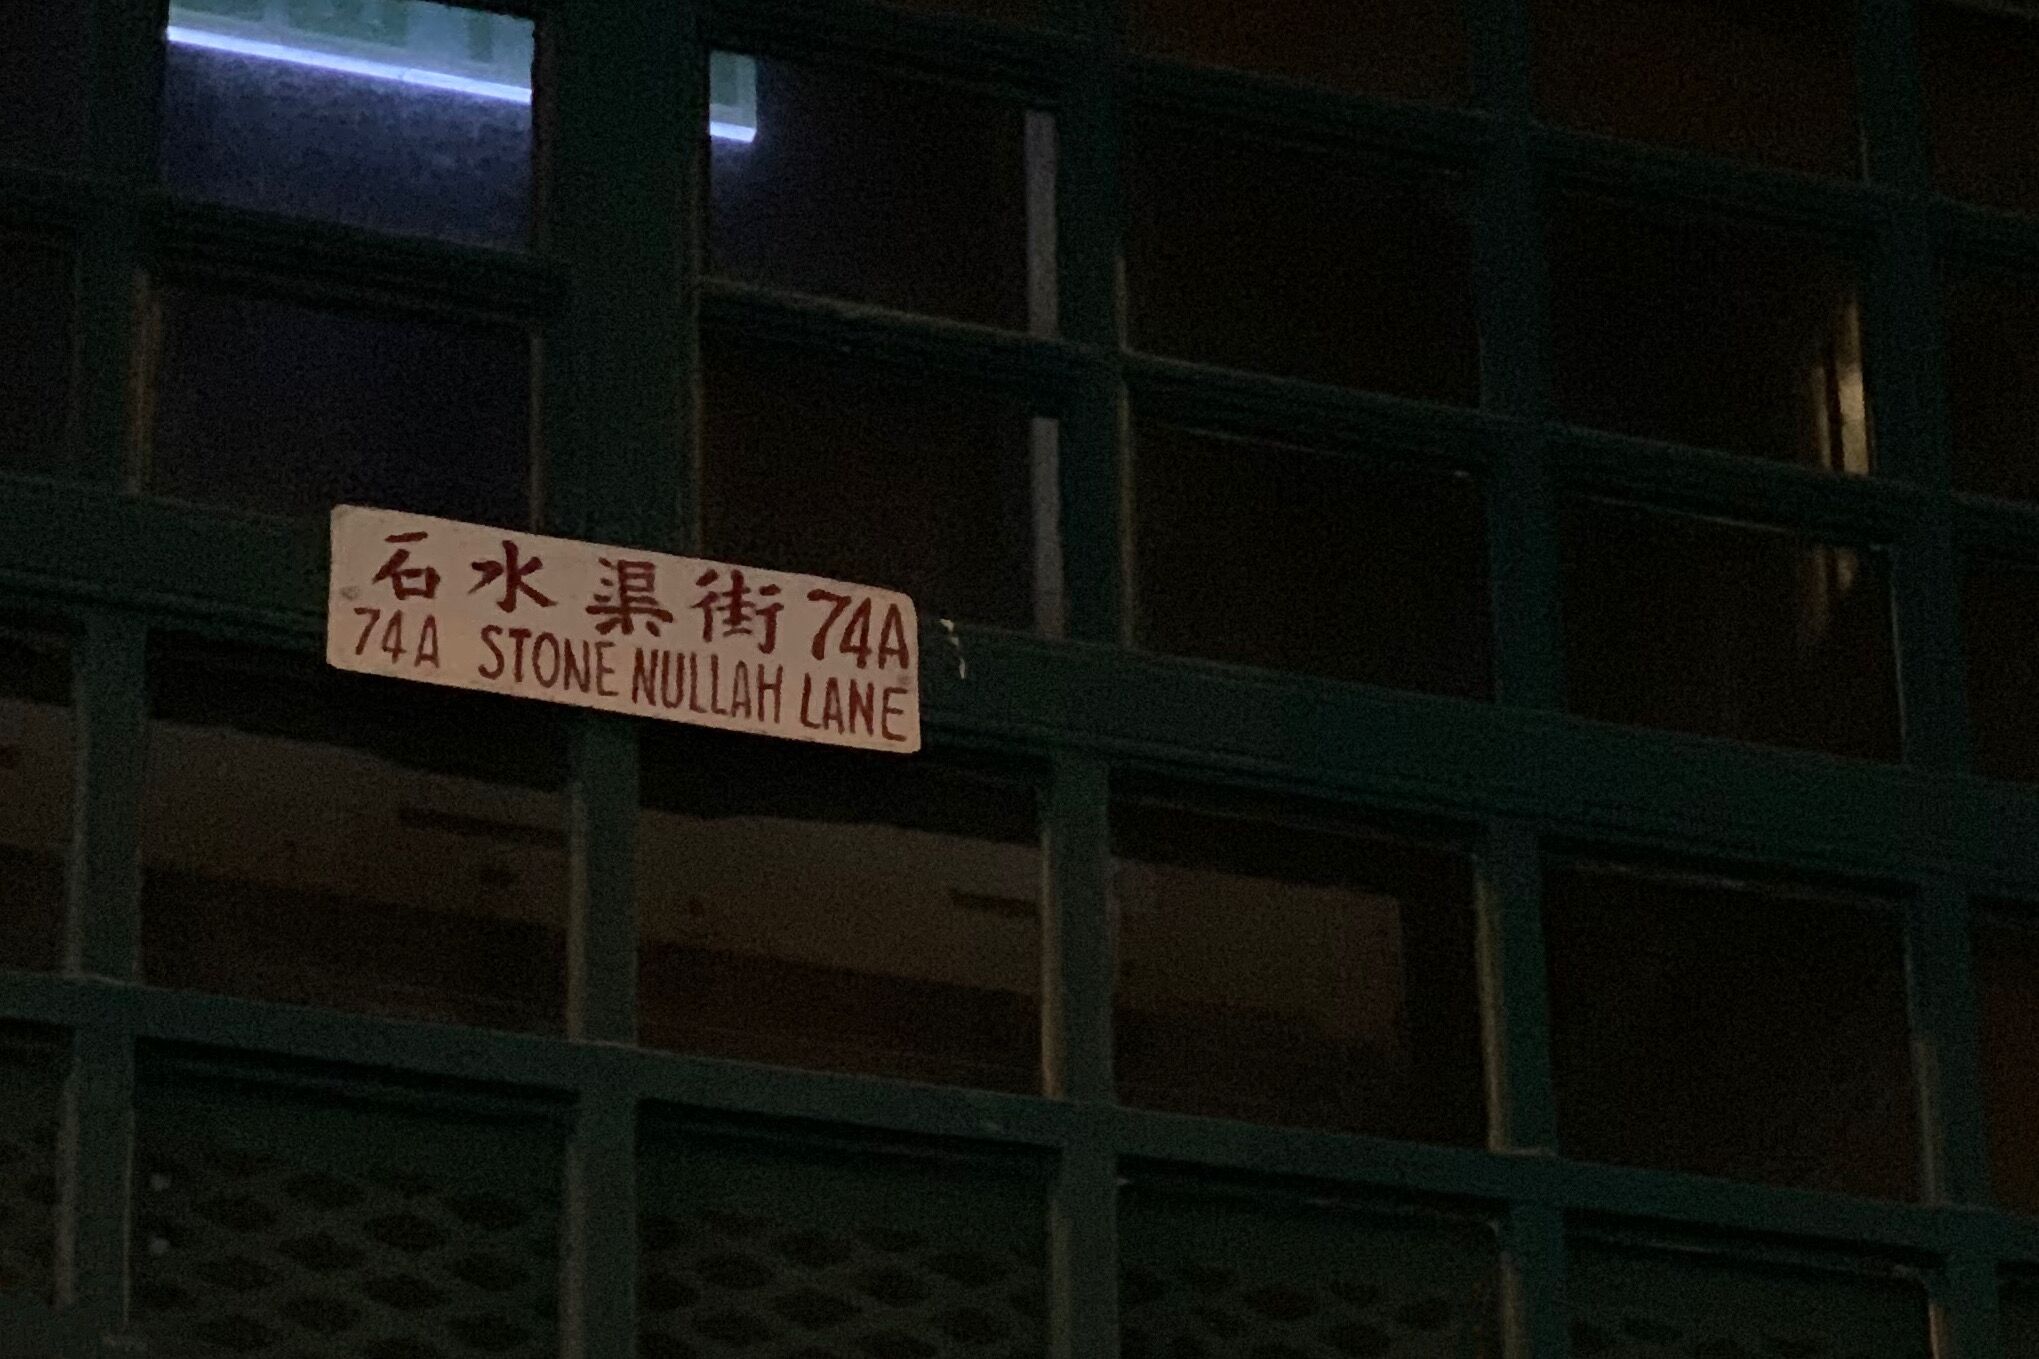 石水渠街 74A
74A STONE NULLAH LANE